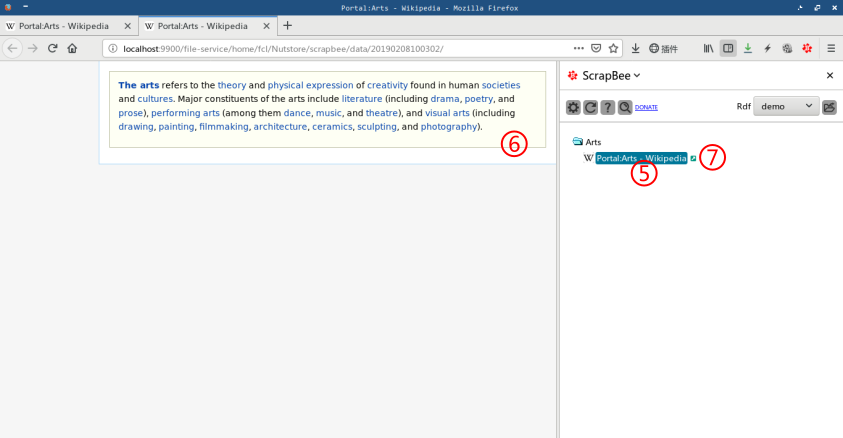 Portal:Arts - Wikipedia - Mozilla Firefox
W Portal:Arts - Wikipedia × W Portal:Arts - Wikipedia × +
localhost:9900/file-service/home/fcl/Nutstore/scrapbee/data/20190208100302/ 插件
ScrapBee
DONATE Rdf demo
The arts refers to the theory and physical expression of creativity found in human societies
and cultures. Major constituents of the arts include literature (including drama, poetry, and
prose), performing arts (among them dance, music, and theatre), and visual arts (including
drawing, painting, filmmaking, architecture, ceramics, sculpting, and photography).
⑥
Arts
W Portal:Arts - Wikipedia ⑦
⑤